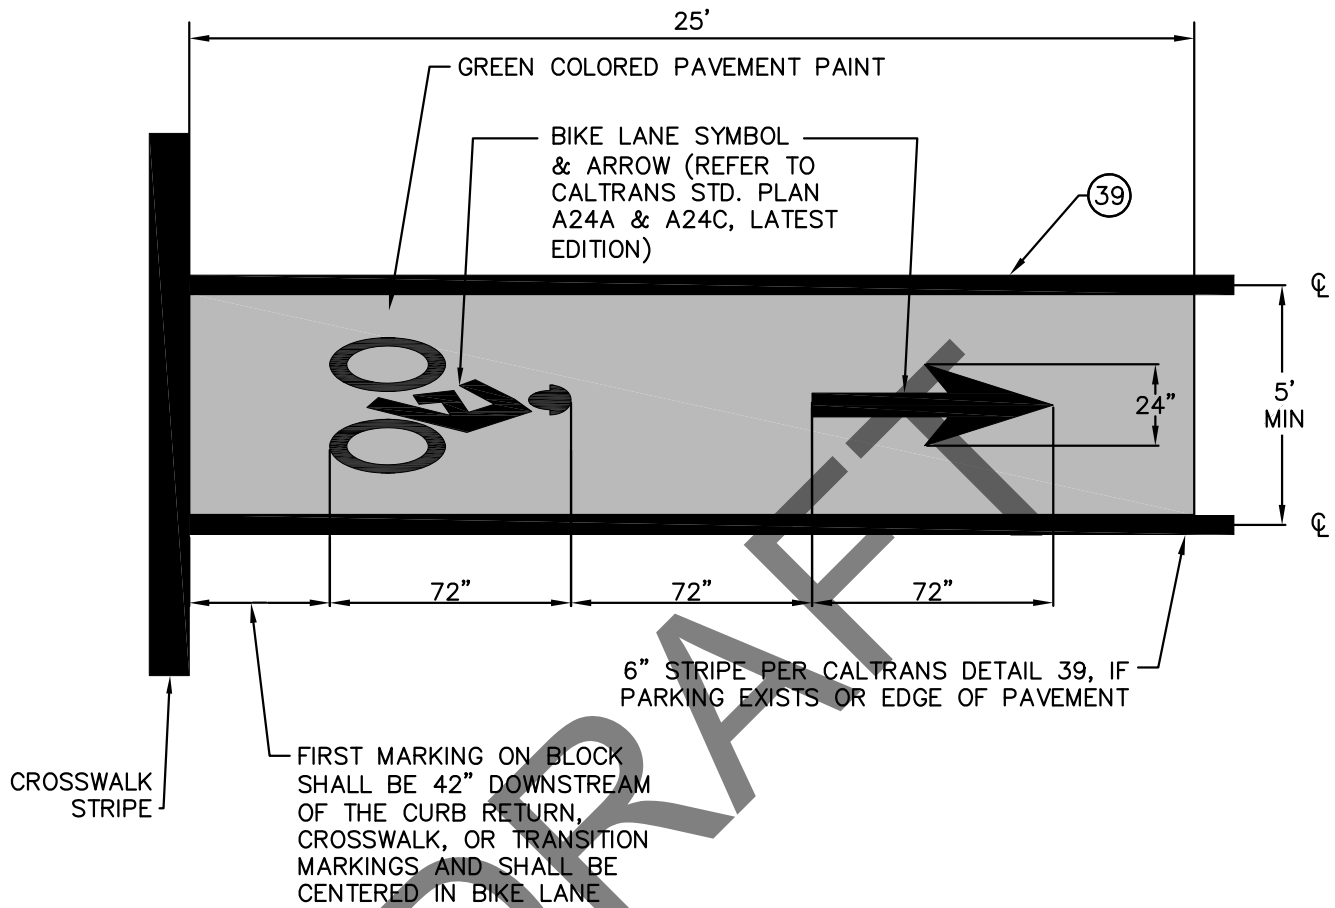 25’
GREEN COLORED PAVEMENT PAINT
BIKE LANE SYMBOL
& ARROW (REFER TO
CALTRANS STD. PLAN
A24A & A24C, LATEST
EDITION)
39
℄
24”
5’
MIN
℄
72”
72”
72”
6” STRIPE PER CALTRANS DETAIL 39, IF
PARKING EXISTS OR EDGE OF PAVEMENT
CROSSWALK
STRIPE
FIRST MARKING ON BLOCK
SHALL BE 42” DOWNSTREAM
OF THE CURB RETURN,
CROSSWALK, OR TRANSITION
MARKINGS AND SHALL BE
CENTERED IN BIKE LANE
DRAFT